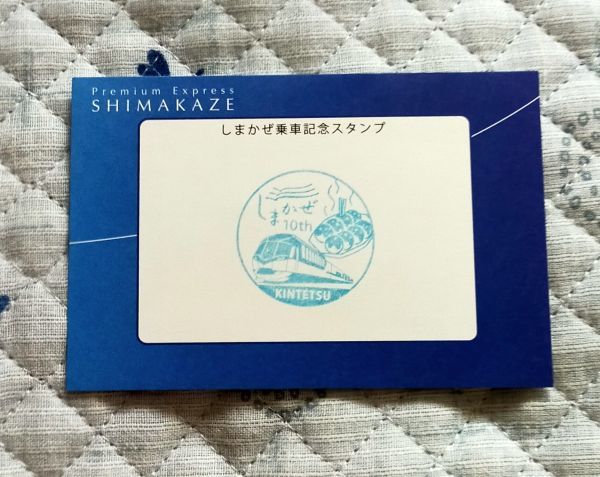 Premium Express
SHIMAKAZE
しまかぜ乗車記念スタンプ
しまかぜ
10th
KINTETSU